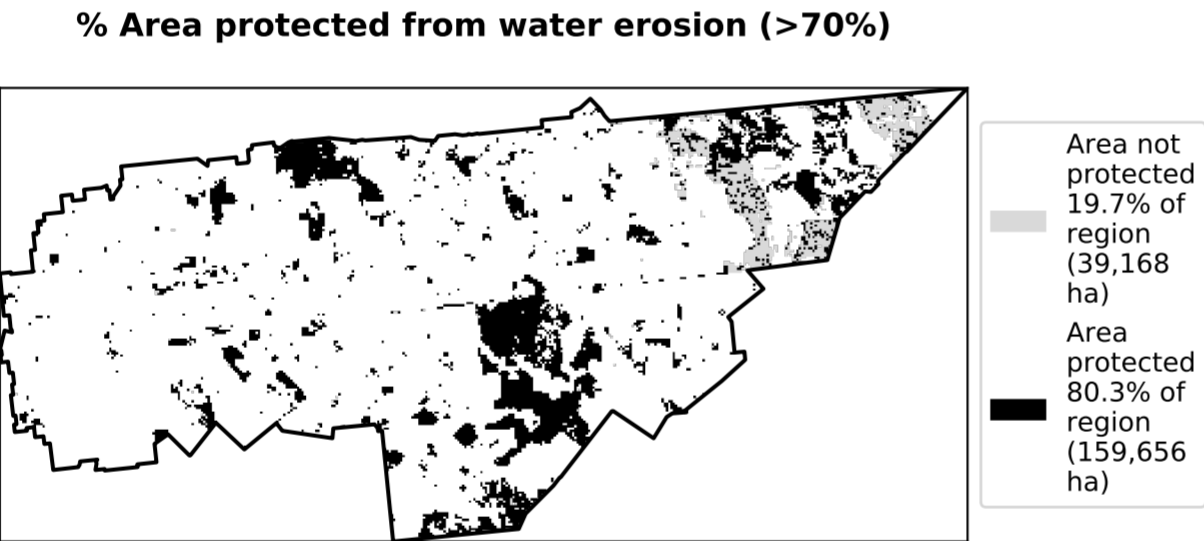 % Area protected from water erosion (>70%)
Area not
protected
19.7% of
region
(39,168
ha)
Area
protected
80.3% of
region
(159,656
ha)